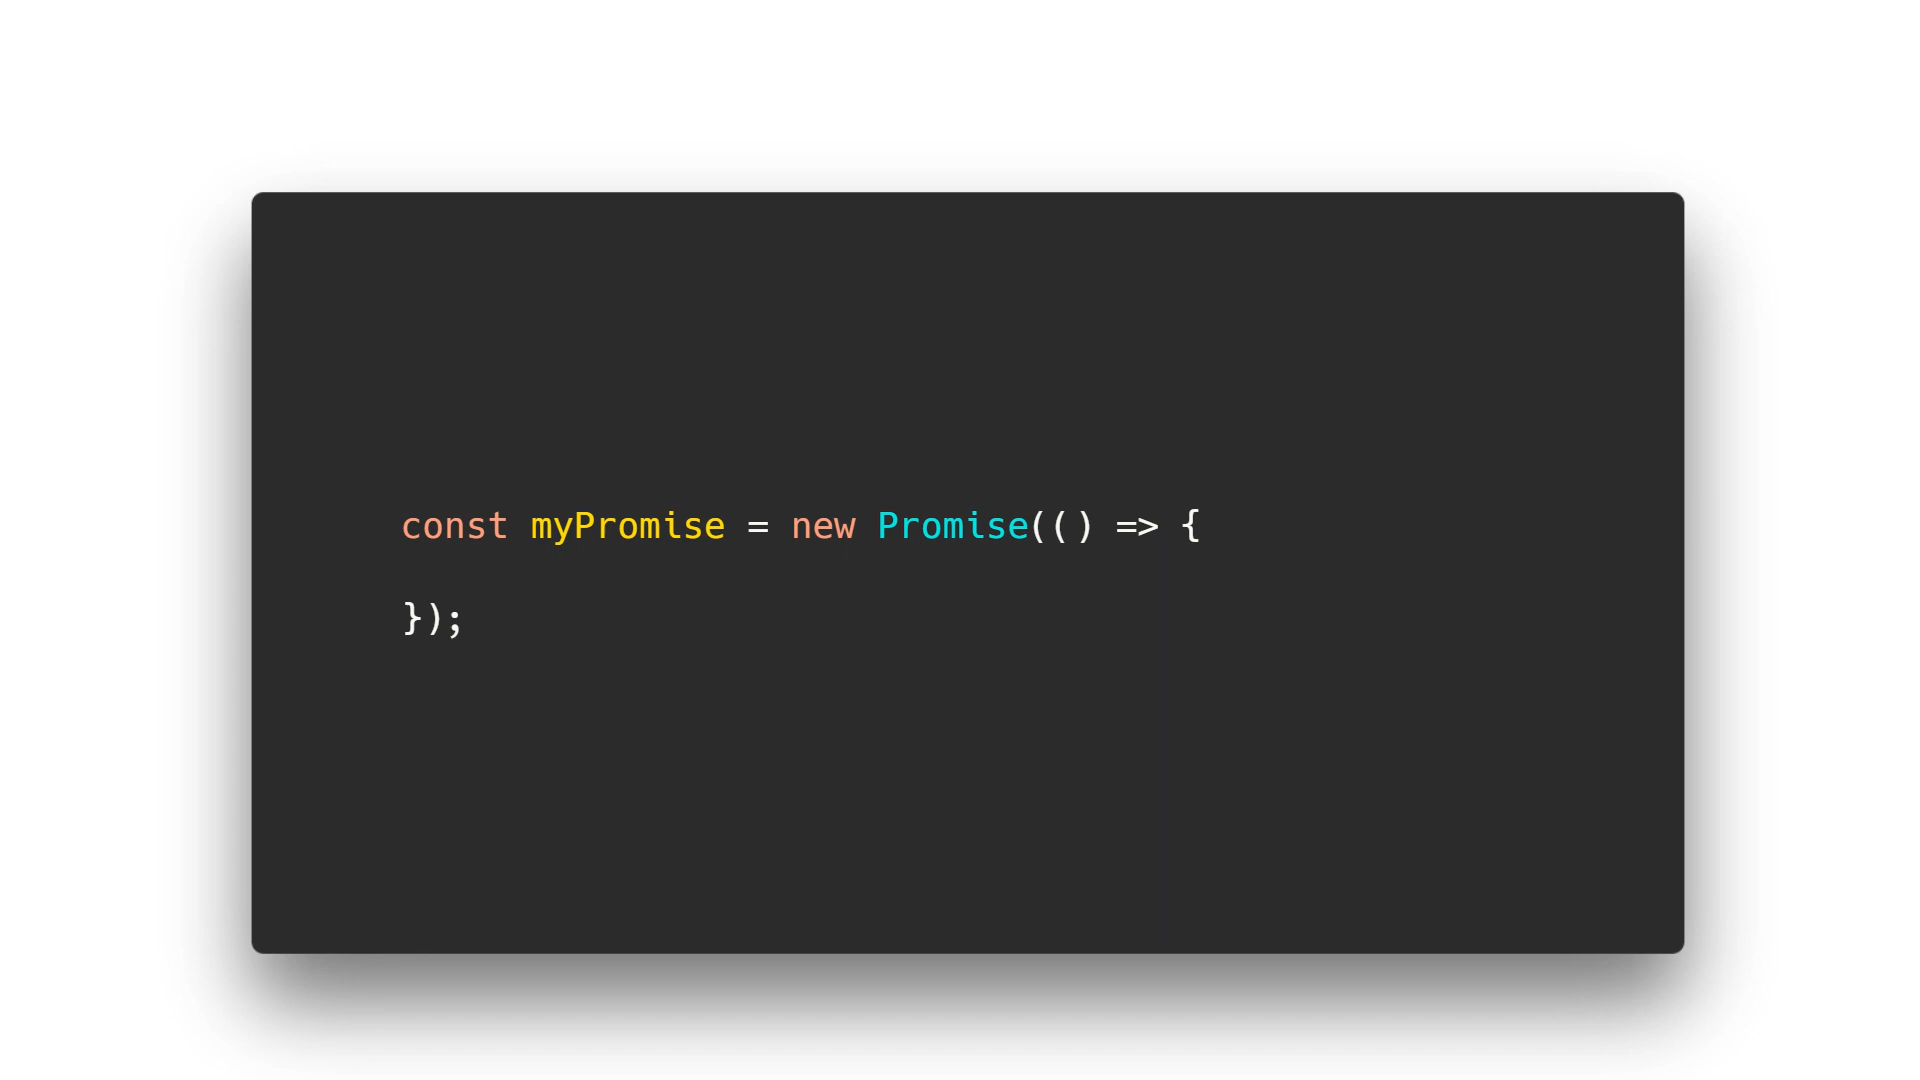 const myPromise = new Promise(() => {
});